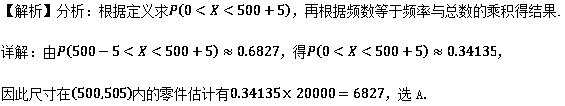 【解析】分析：根据定义求P(0 < X < 500 + 5)，再根据频数等于频率与总数的乘积得结果.
详解：由P(500 − 5 < X < 500 + 5) ≈ 0.6827，得P(0 < X < 500 + 5) ≈ 0.34135，
因此尺寸在(500,505)内的零件估计有0.34135 × 20000 = 6827，选 A.